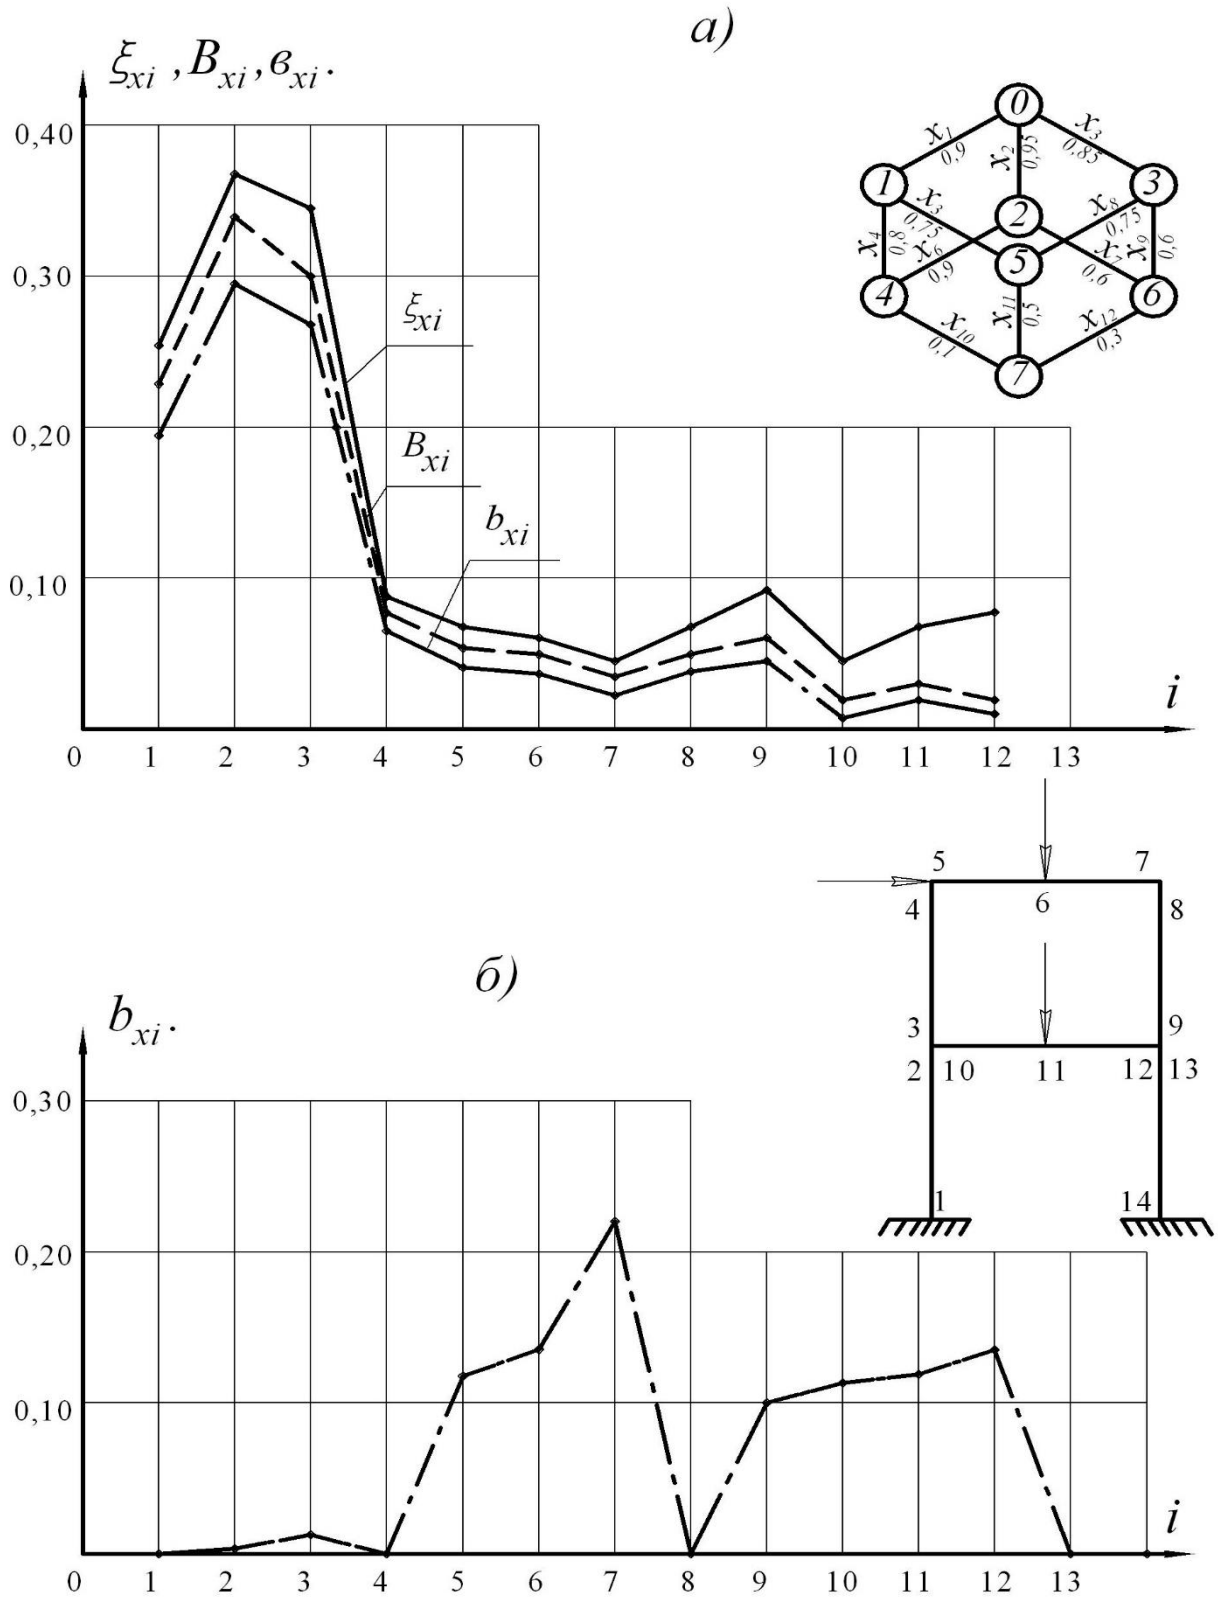 а)
ξxi , Bxi, вxi.
0,40
0,30
0,20
0,10
ξxi
Bxi
bxi
i
0 1 2 3 4 5 6 7 8 9 10 11 12 13
0
x1 0,9
x2 0,95
x3 0,85
1
2
3
x3 0,75
x8 0,75
x4 0,8
x6 0,9
5
x7 0,6
x9 0,6
4
6
x10 0,1
x11 0,5
x12 0,3
7
б)
bxi.
0,30
0,20
0,10
i
0 1 2 3 4 5 6 7 8 9 10 11 12 13
5 7
4 6 8
3 9
2 10 11 12 13
1 14